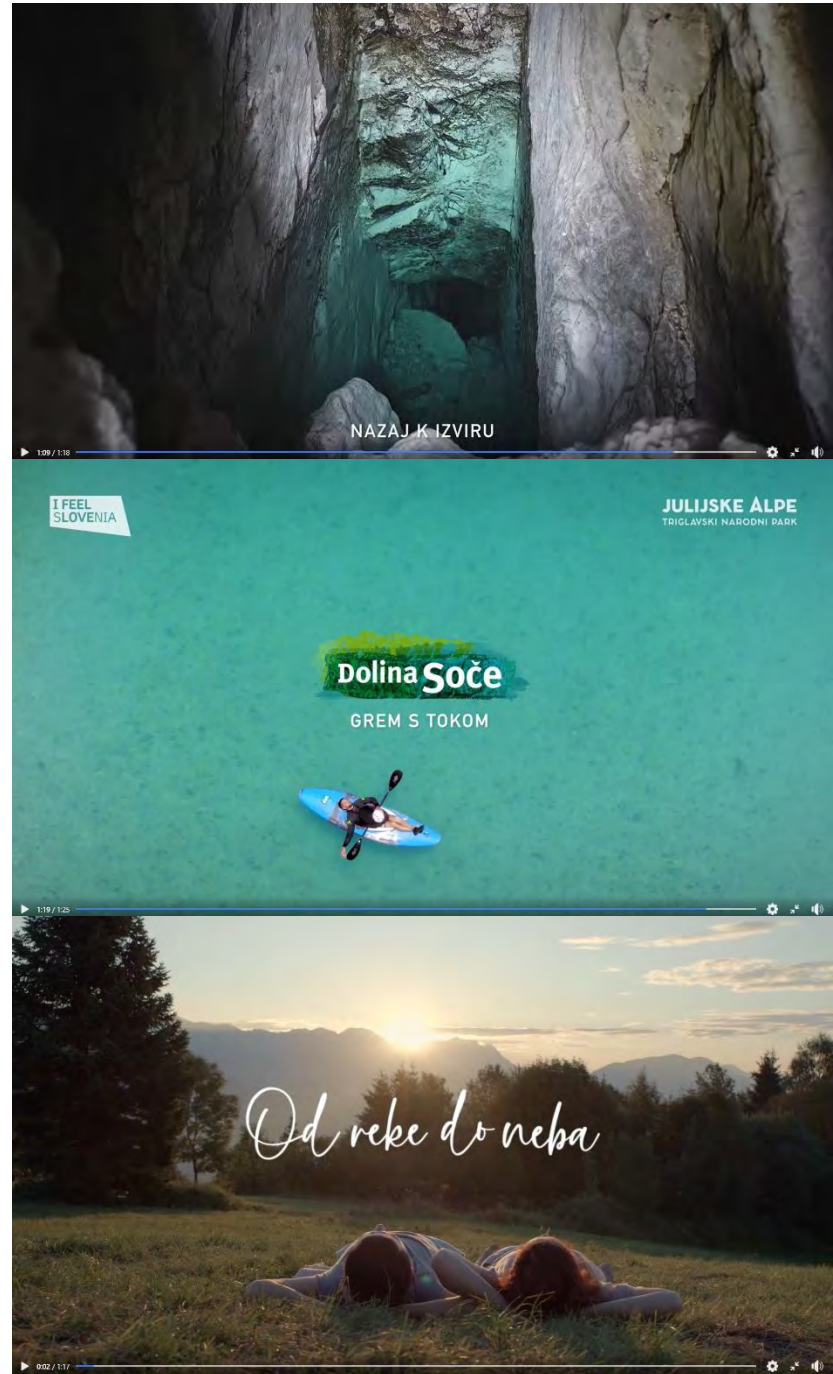 NAZAJ K IZVIRU
1:09 / 1:18
I FEEL
SLOVENIA
JULIJSKE ALPE
TRIGLAVSKI NARODNI PARK
Dolina Soče
GREM S TOKOM
1:19 / 1:25
Od reke do neba
0:02 / 1:17